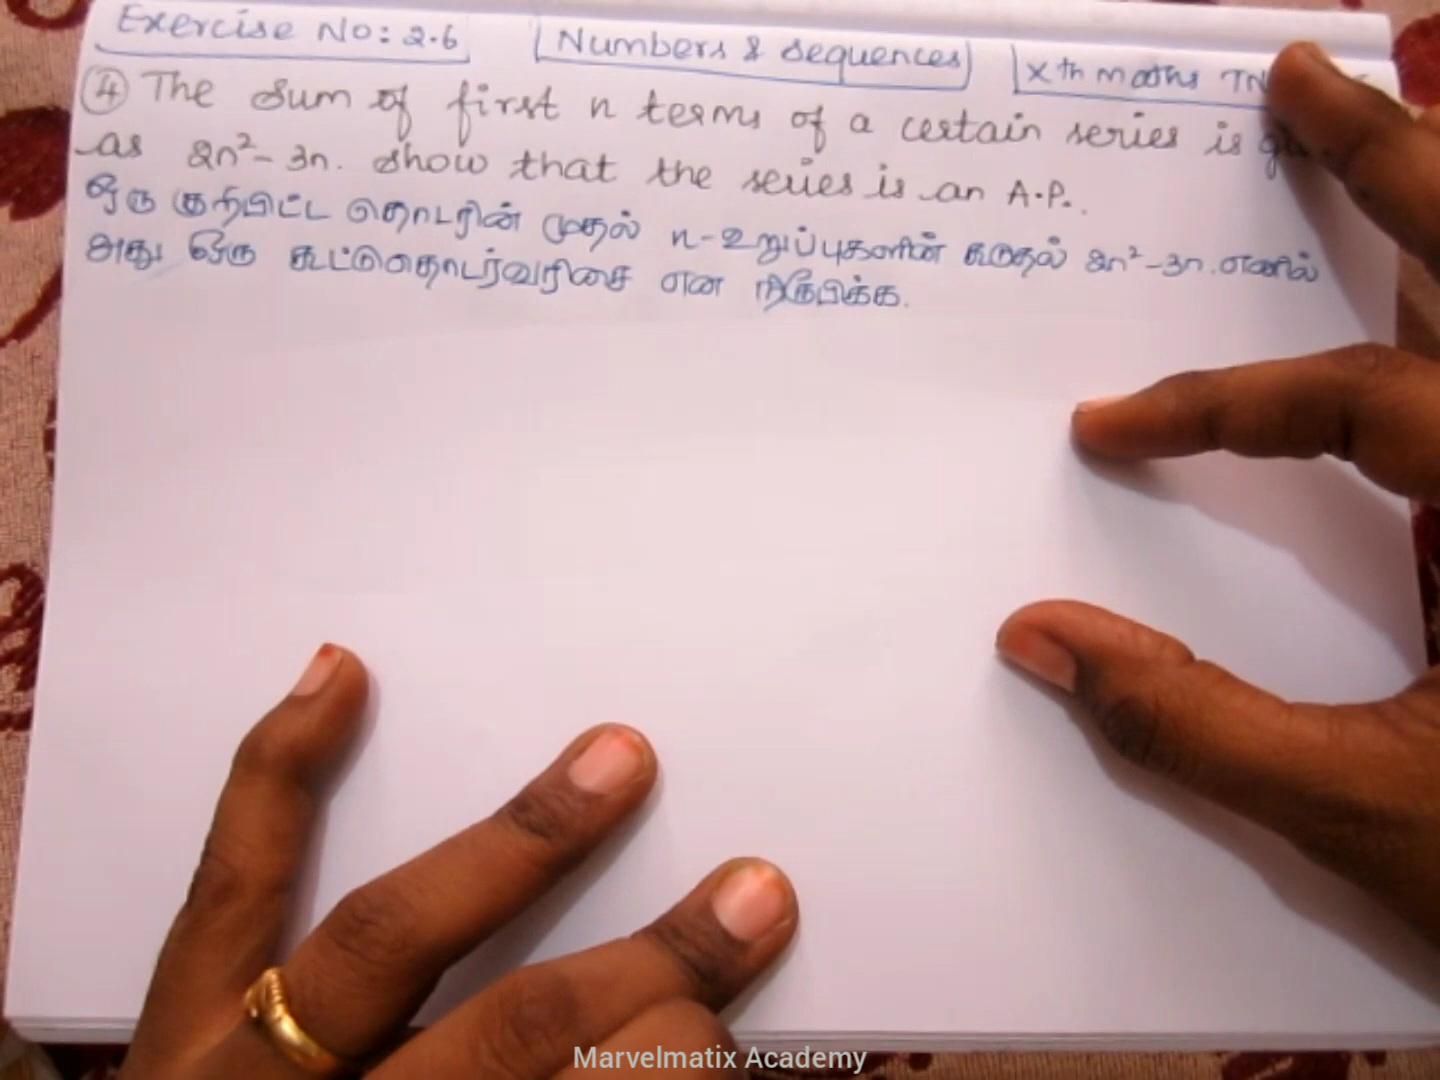 Exercise No: 2.6
Numbers & Sequences
Xth maths TN
④ The Sum of first n terms of a certain series is
as 2n²-3n. Show that the series is an A.P.
ஒரு குறிப்பிட்ட தொடரின் முதல் n-உறுப்புகளின் கூடுதல் 2n²-3n. எனில்
அது ஒரு கூட்டுதொடர்வரிசை என நிரூபிக்க.
Marvelmatix Academy